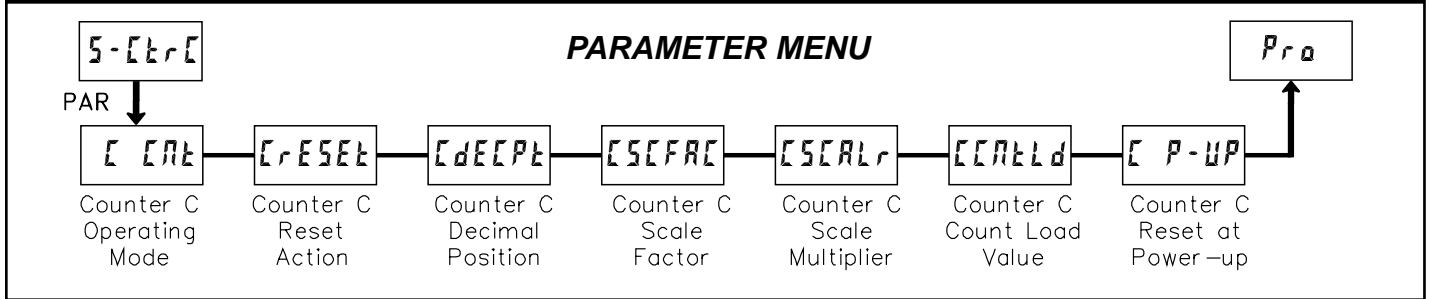 S-CtrC
PARAMETER MENU
Pro
PAR
C CNt
CrESEt
CdECPt
CSCFAC
CSCALr
CCNtLd
C P-UP
Counter C
Operating
Mode
Counter C
Reset
Action
Counter C
Decimal
Position
Counter C
Scale
Factor
Counter C
Scale
Multiplier
Counter C
Count Load
Value
Counter C
Reset at
Power-up